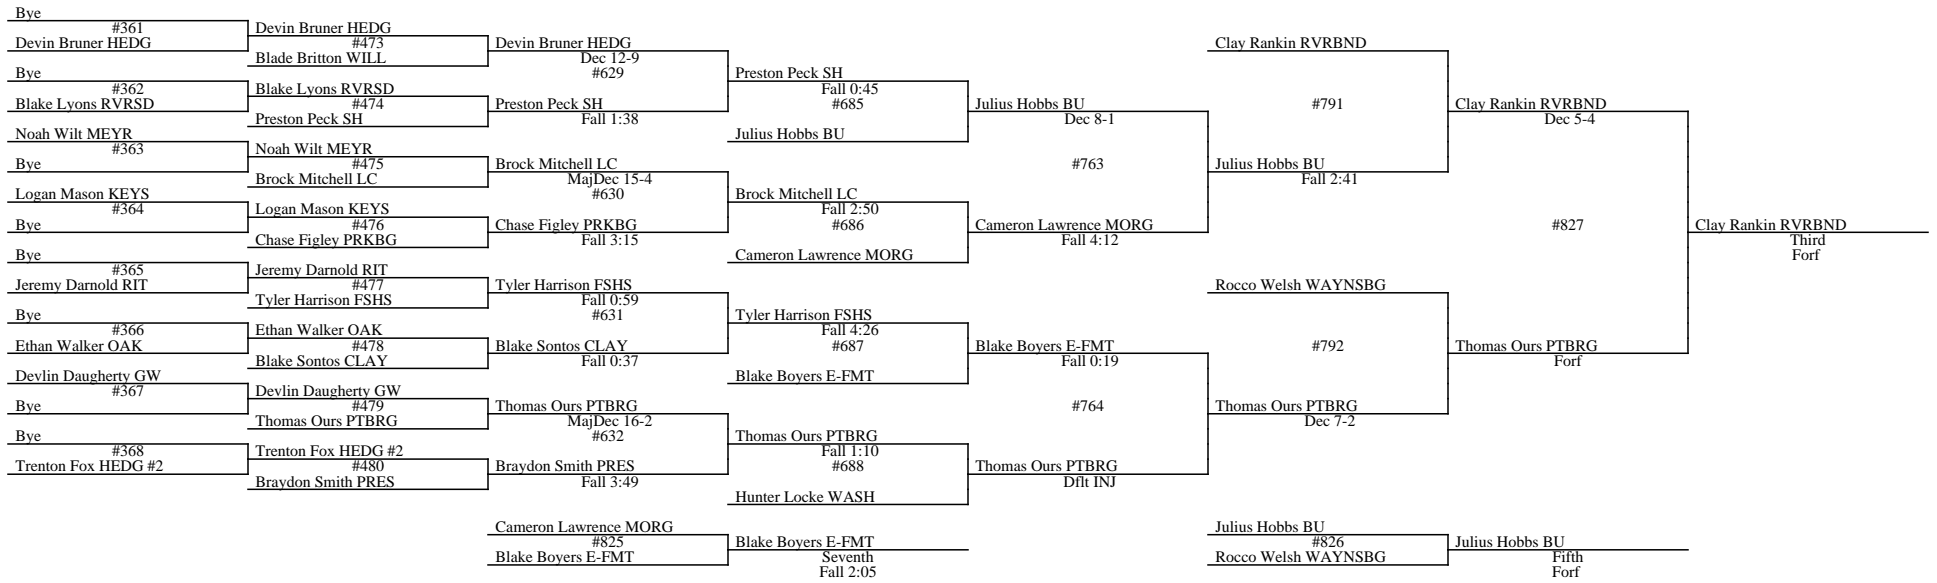 Bye
#361
Devin Bruner HEDG
Bye
#362
Blake Lyons RVRSD
Noah Wilt MEYR
#363
Bye
Logan Mason KEYS
#364
Bye
Bye
#365
Jeremy Darnold RIT
Bye
#366
Ethan Walker OAK
Devlin Daugherty GW
#367
Bye
Bye
#368
Trenton Fox HEDG #2
Devin Bruner HEDG
#473
Blade Britton WILL
Blake Lyons RVRSD
#474
Preston Peck SH
Noah Wilt MEYR
#475
Brock Mitchell LC
Logan Mason KEYS
#476
Chase Figley PRKBG
Jeremy Darnold RIT
#477
Tyler Harrison FSHS
Ethan Walker OAK
#478
Blake Sontos CLAY
Devlin Daugherty GW
#479
Thomas Ours PTBRG
Trenton Fox HEDG #2
#480
Braydon Smith PRES
Devin Bruner HEDG
Dec 12-9
#629
Preston Peck SH
Fall 1:38
Brock Mitchell LC
MajDec 15-4
#630
Chase Figley PRKBG
Fall 3:15
Tyler Harrison FSHS
Fall 0:59
#631
Blake Sontos CLAY
Fall 0:37
Thomas Ours PTBRG
MajDec 16-2
#632
Braydon Smith PRES
Fall 3:49
Preston Peck SH
Fall 0:45
#685
Julius Hobbs BU
Brock Mitchell LC
Fall 2:50
#686
Cameron Lawrence MORG
Tyler Harrison FSHS
Fall 4:26
#687
Blake Boyers E-FMT
Thomas Ours PTBRG
Fall 1:10
#688
Hunter Locke WASH
Julius Hobbs BU
Dec 8-1
#763
Cameron Lawrence MORG
Fall 4:12
Blake Boyers E-FMT
Fall 0:19
#764
Thomas Ours PTBRG
Dflt INJ
Clay Rankin RVRBND
#791
Julius Hobbs BU
Fall 2:41
Rocco Welsh WAYNSBG
#792
Thomas Ours PTBRG
Dec 7-2
Clay Rankin RVRBND
Dec 5-4
#827
Thomas Ours PTBRG
Forf
Clay Rankin RVRBND
Third
Forf
Cameron Lawrence MORG
#825
Blake Boyers E-FMT
Blake Boyers E-FMT
Seventh
Fall 2:05
Julius Hobbs BU
#826
Rocco Welsh WAYNSBG
Julius Hobbs BU
Fifth
Forf